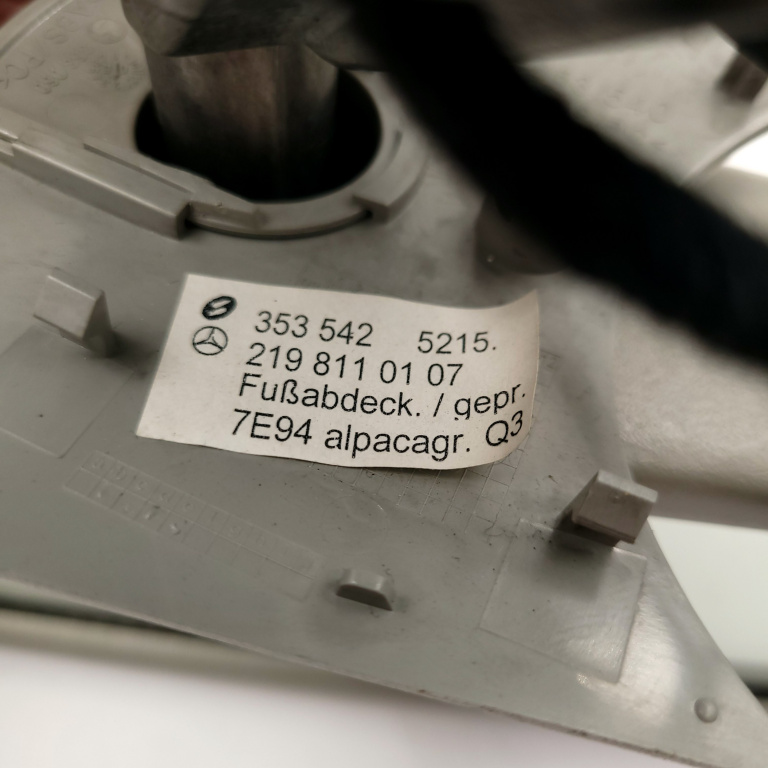 353 542 5215.
219 811 01 07
Fußabdeck. / gepr.
7E94 alpacagr. Q3